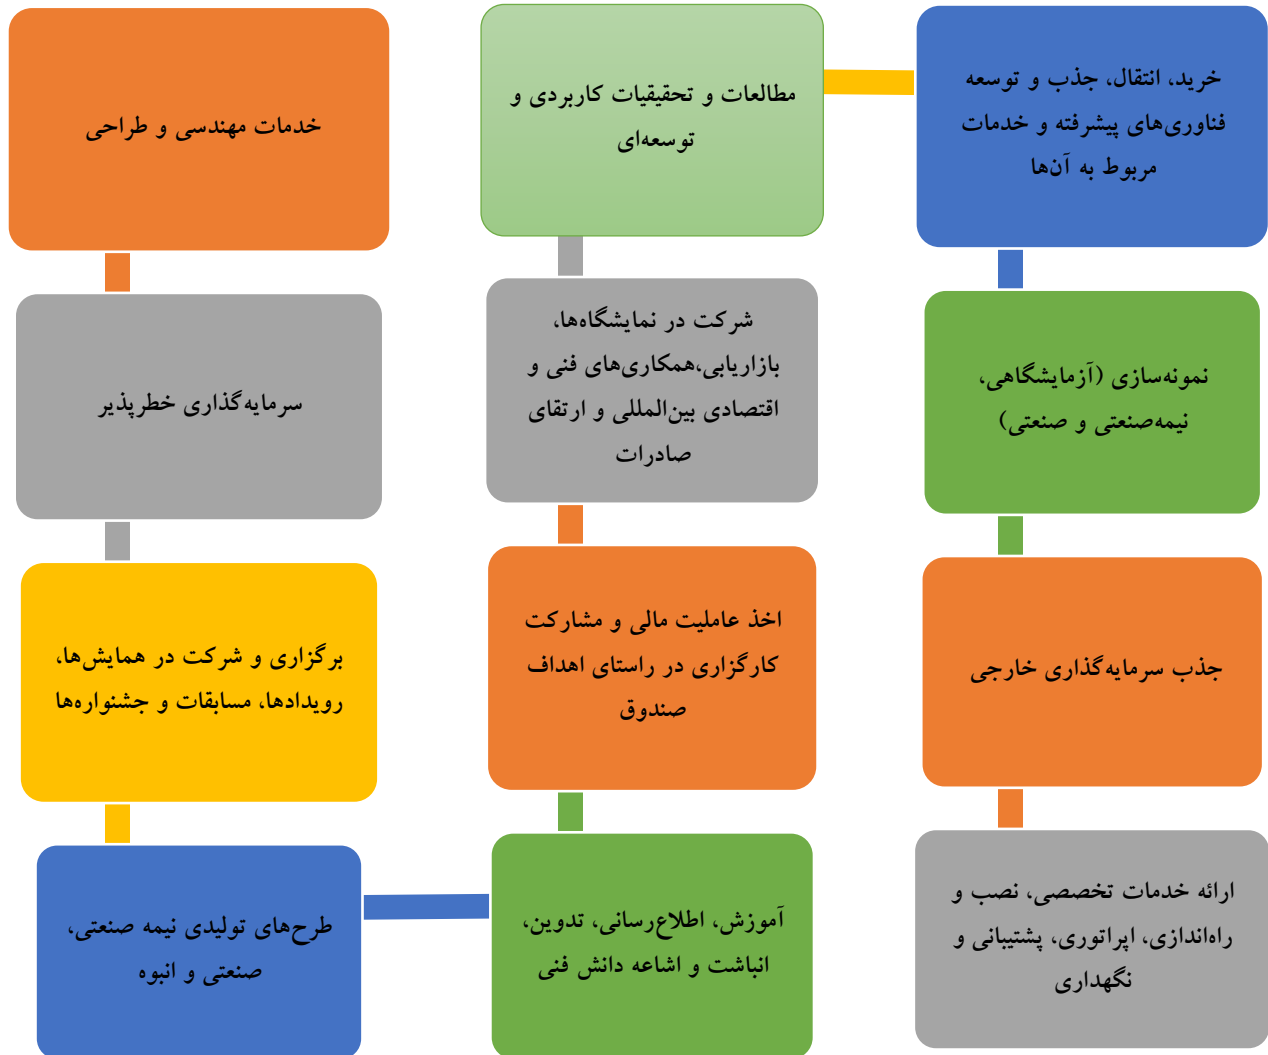 خدمات مهندسی و طراحی
سرمایه‌گذاری خطرپذیر
برگزاری و شرکت در همایش‌ها،
رویدادها، مسابقات و جشنواره‌ها
طرح‌های تولیدی نیمه صنعتی،
صنعتی و انبوه
آموزش، اطلاع‌رسانی، تدوین،
انباشت و اشاعه دانش فنی
اخذ عاملیت مالی و مشارکت
کارگزاری در راستای اهداف
صندوق
شرکت در نمایشگاه‌ها،
بازاریابی،همکاری‌های فنی و
اقتصادی بین‌المللی و ارتقای
صادرات
مطالعات و تحقیقیات کاربردی و
توسعه‌ای
خرید، انتقال، جذب و توسعه
فناوری‌های پیشرفته و خدمات
مربوط به آن‌ها
نمونه‌سازی (آزمایشگاهی،
نیمه‌صنعتی و صنعتی)
جذب سرمایه‌گذاری خارجی
ارائه خدمات تخصصی، نصب و
راه‌اندازی، اپراتوری، پشتیبانی و
نگهداری